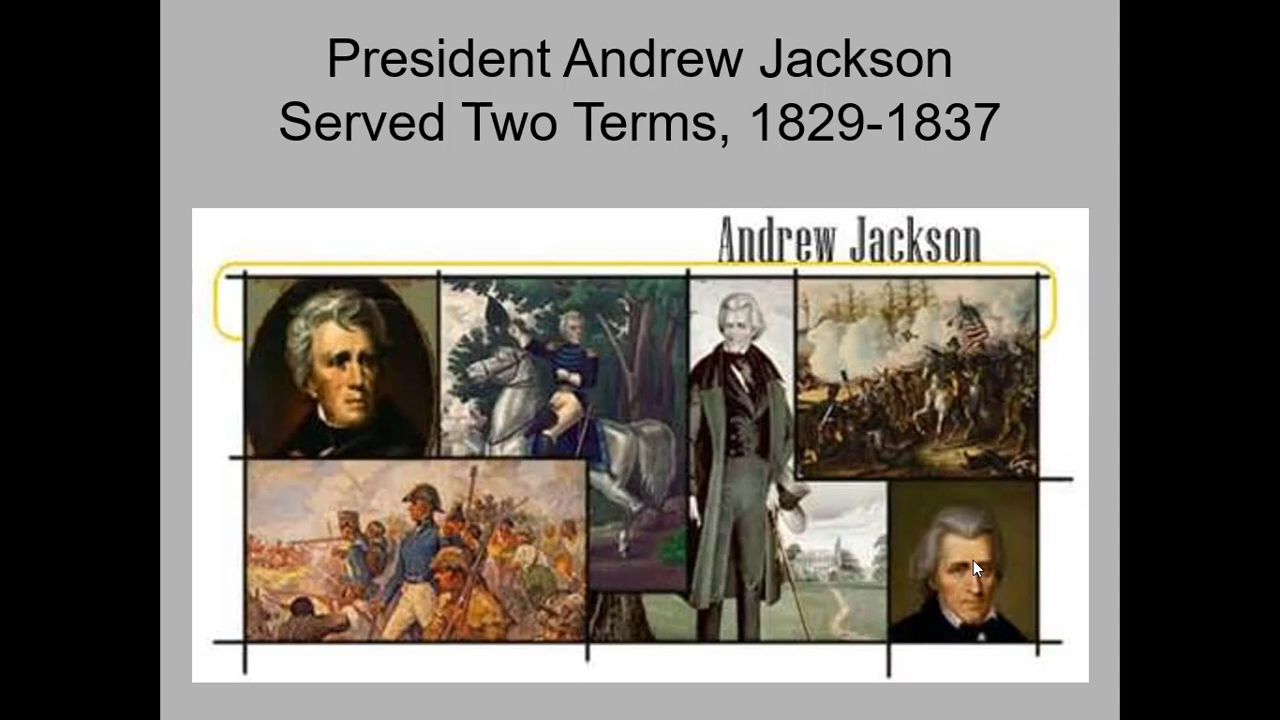 President Andrew Jackson
Served Two Terms, 1829-1837
Andrew Jackson